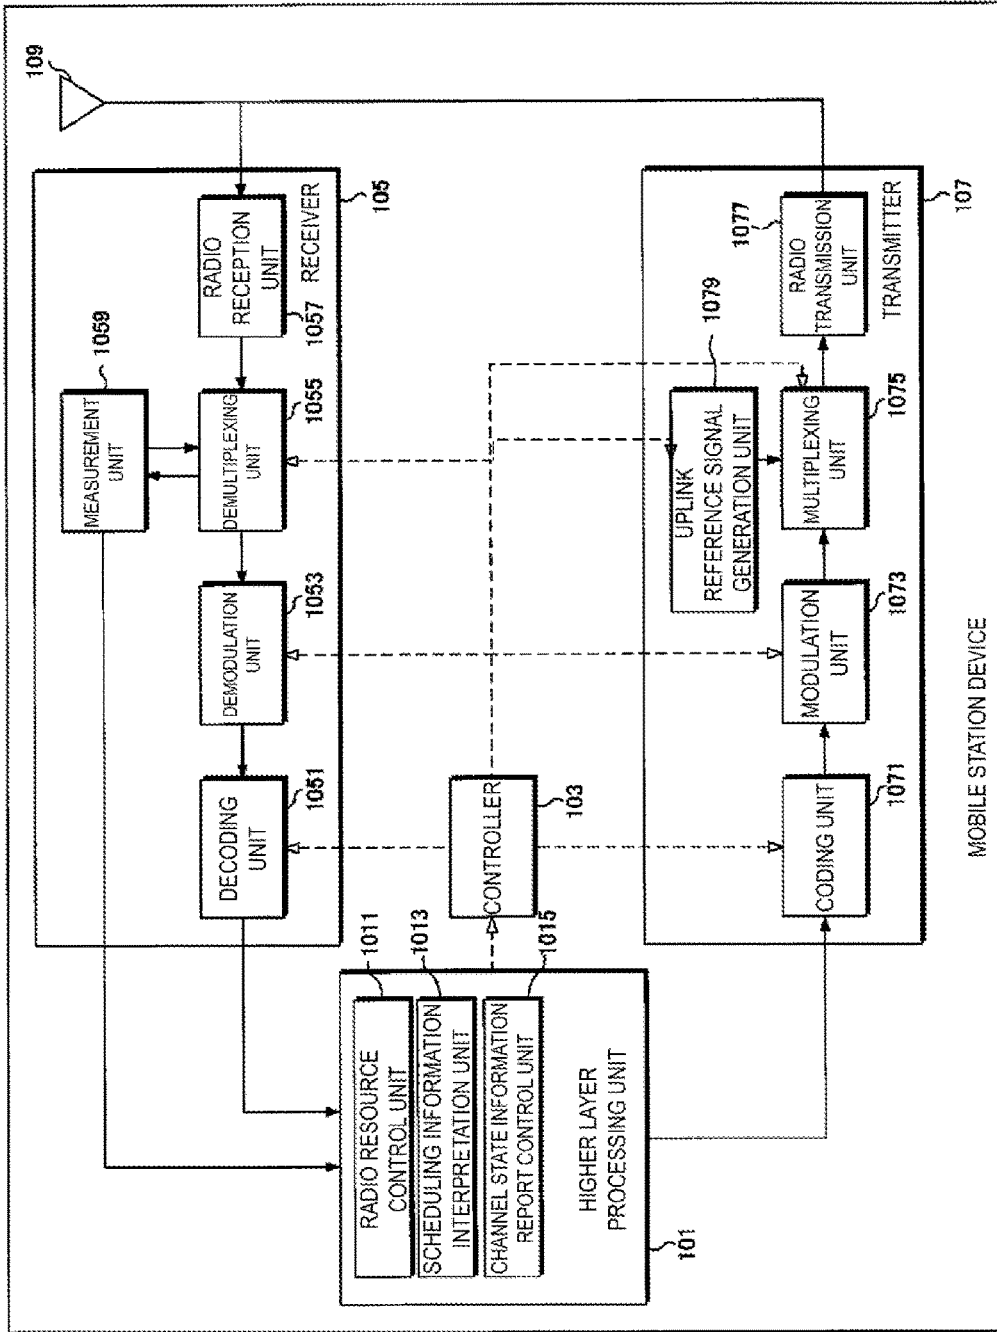 109
MEASUREMENT
UNIT
1059
RADIO
RECEPTION
UNIT
1057
RECEIVER
105
DEMULTIPLEXING
UNIT
1055
DEMODULATION
UNIT
1053
DECODING
UNIT
1051
RADIO RESOURCE
CONTROL UNIT
1011
SCHEDULING INFORMATION
INTERPRETATION UNIT
1013
CHANNEL STATE INFORMATION
REPORT CONTROL UNIT
1015
HIGHER LAYER
PROCESSING UNIT
101
CONTROLLER
103
UPLINK
REFERENCE SIGNAL
GENERATION UNIT
1079
CODING UNIT
1071
MODULATION
UNIT
1073
MULTIPLEXING
UNIT
1075
RADIO
TRANSMISSION
UNIT
1077
TRANSMITTER
107
MOBILE STATION DEVICE